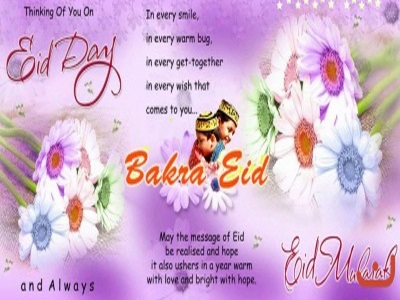 Thinking Of You On
Eid Day
and Always
In every smile,
in every warm bug,
in every get-together
in every wish that
comes to you...
Bakra Eid
May the message of Eid
be realised and hope
it also ushers in a year warm
with love and bright with hope.
Eid Mubarak